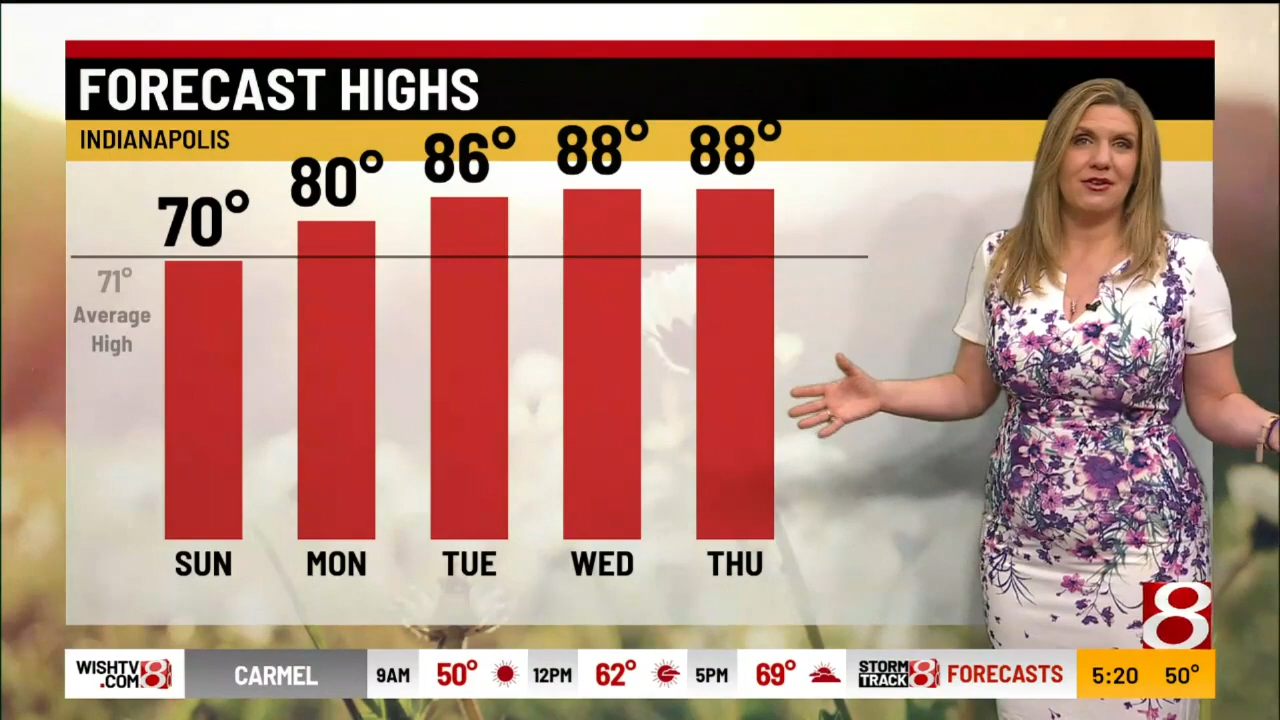 FORECAST HIGHS
INDIANAPOLIS
70° 80° 86° 88° 88°
71°
Average
High
SUN MON TUE WED THU
8
WISHTV
.COM 8
CARMEL 9AM 50° 12PM 62° 5PM 69°
STORM
TRACK 8 FORECASTS
5:20 50°